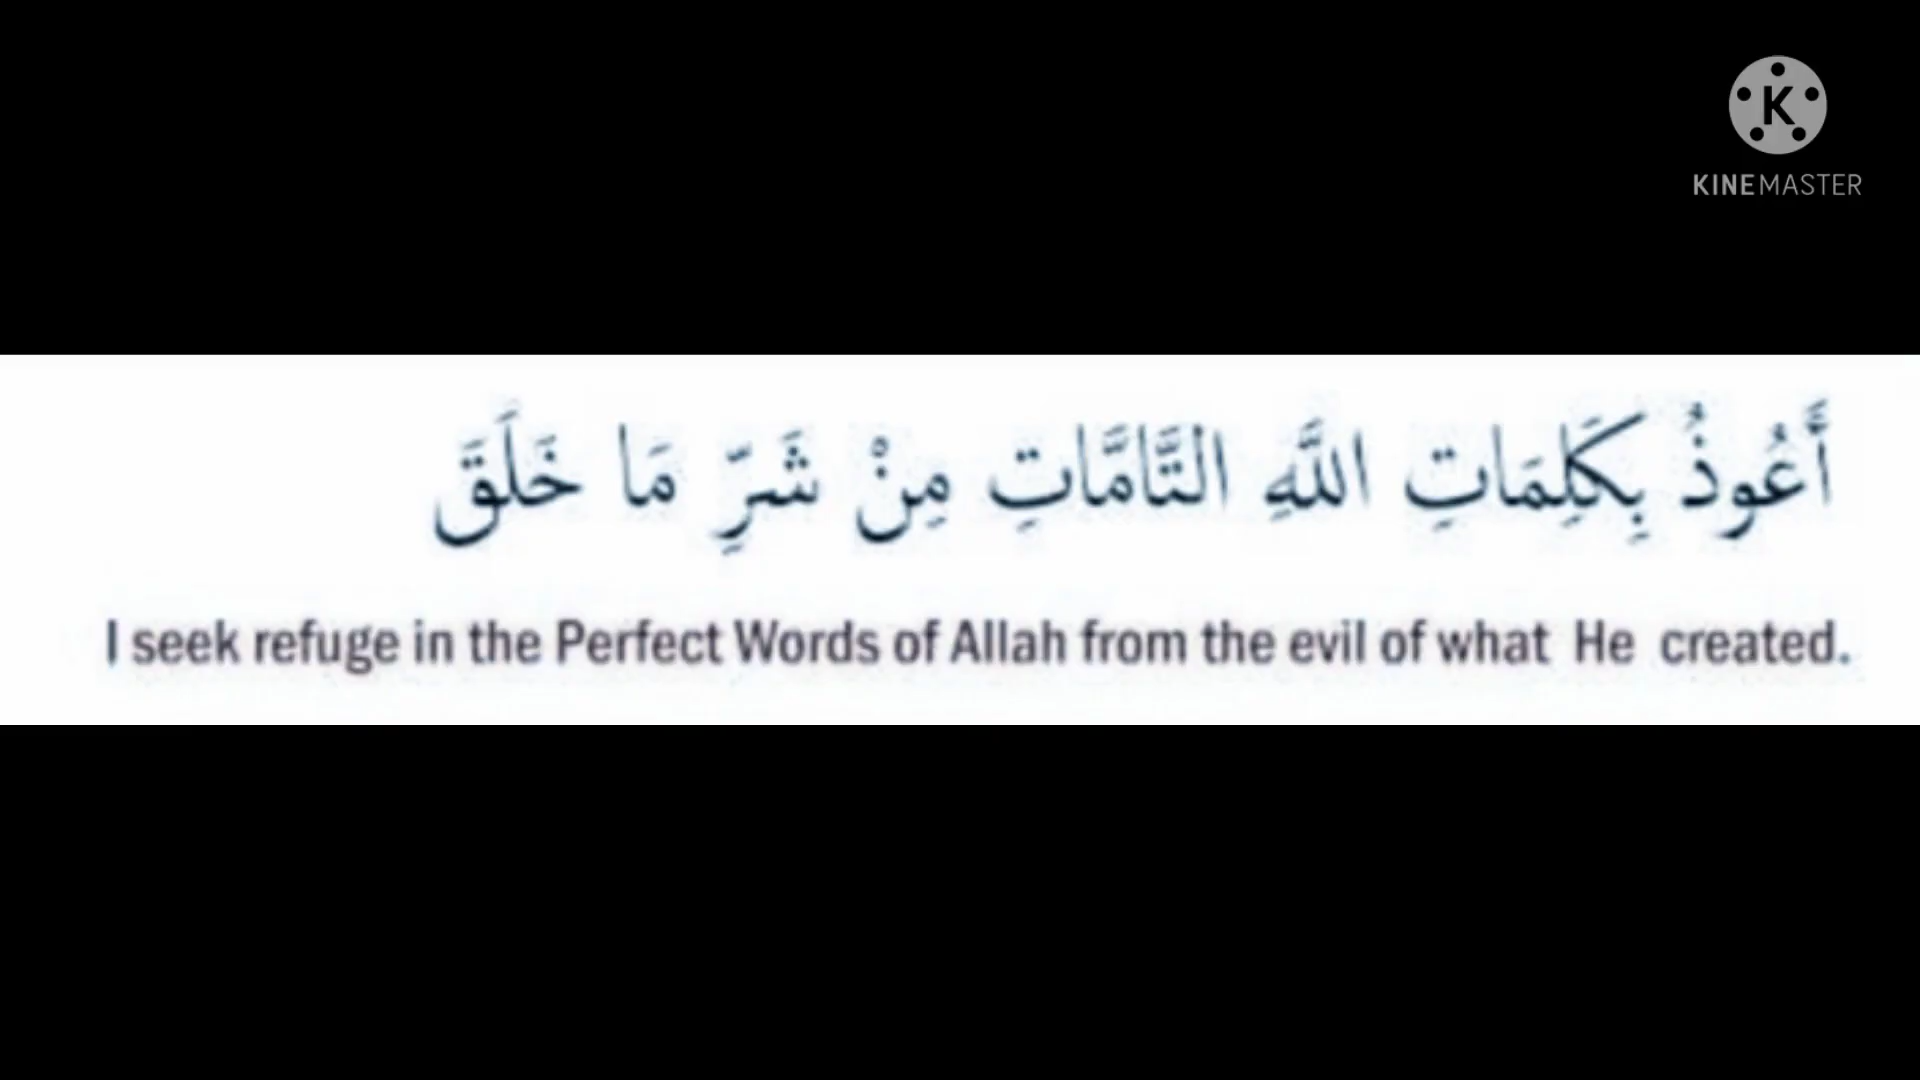 KINEMASTER
أَعُوذُ بِكَلِمَاتِ اللَّهِ التَّامَّاتِ مِنْ شَرِّ مَا خَلَقَ
I seek refuge in the Perfect Words of Allah from the evil of what He created.